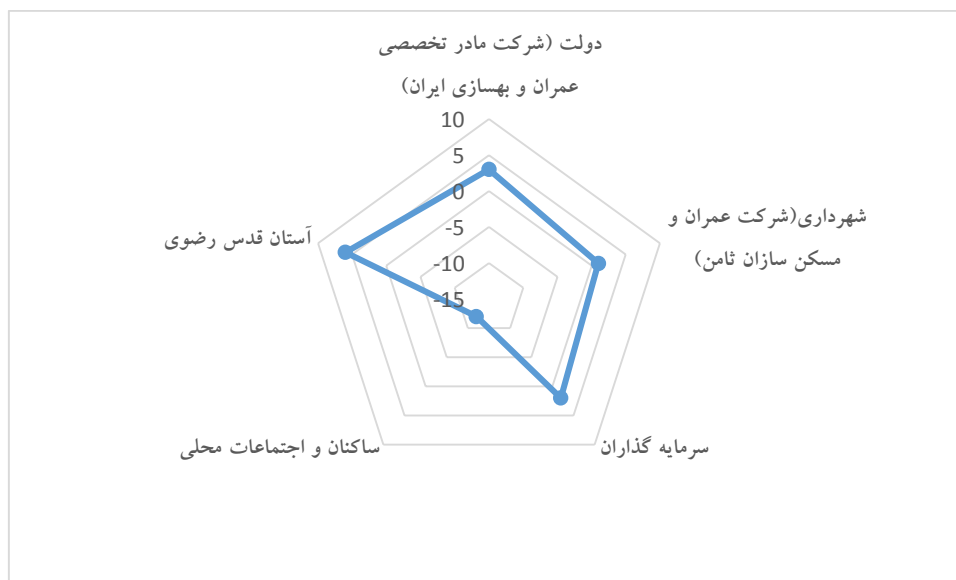 دولت (شرکت مادر تخصصی
عمران و بهسازی ایران)
10
5
0
-5
-10
-15
شهرداری(شرکت عمران و
مسکن سازان ثامن)
آستان قدس رضوی
سرمایه گذاران
ساکنان و اجتماعات محلی